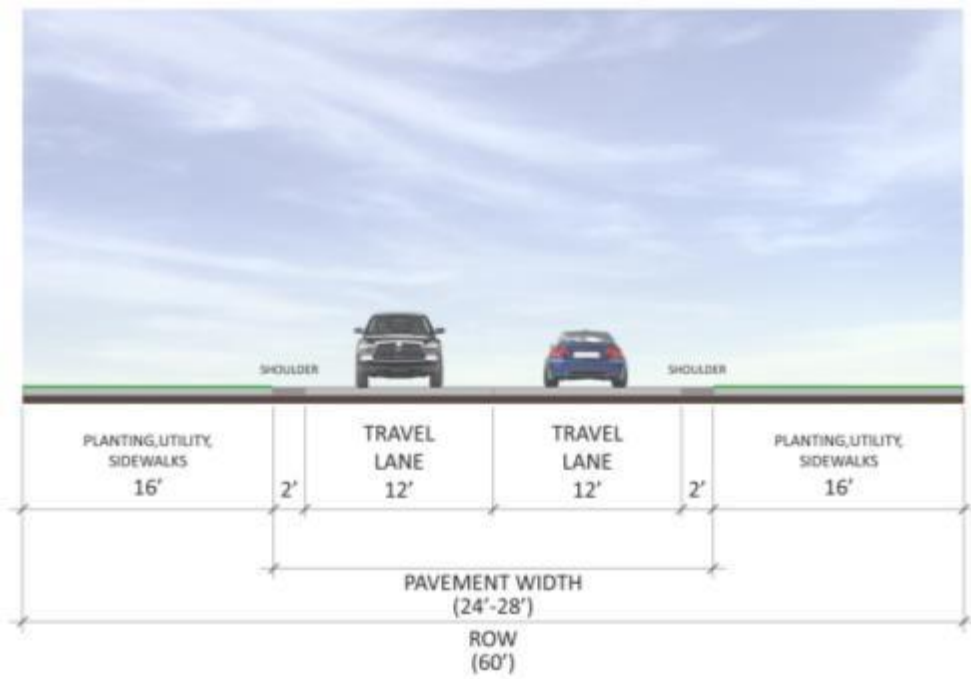 SHOULDER
SHOULDER
PLANTING,UTILITY,
SIDEWALKS
16'
2'
TRAVEL
LANE
12'
TRAVEL
LANE
12'
2'
PLANTING,UTILITY,
SIDEWALKS
16'
PAVEMENT WIDTH
(24'-28')
ROW
(60')